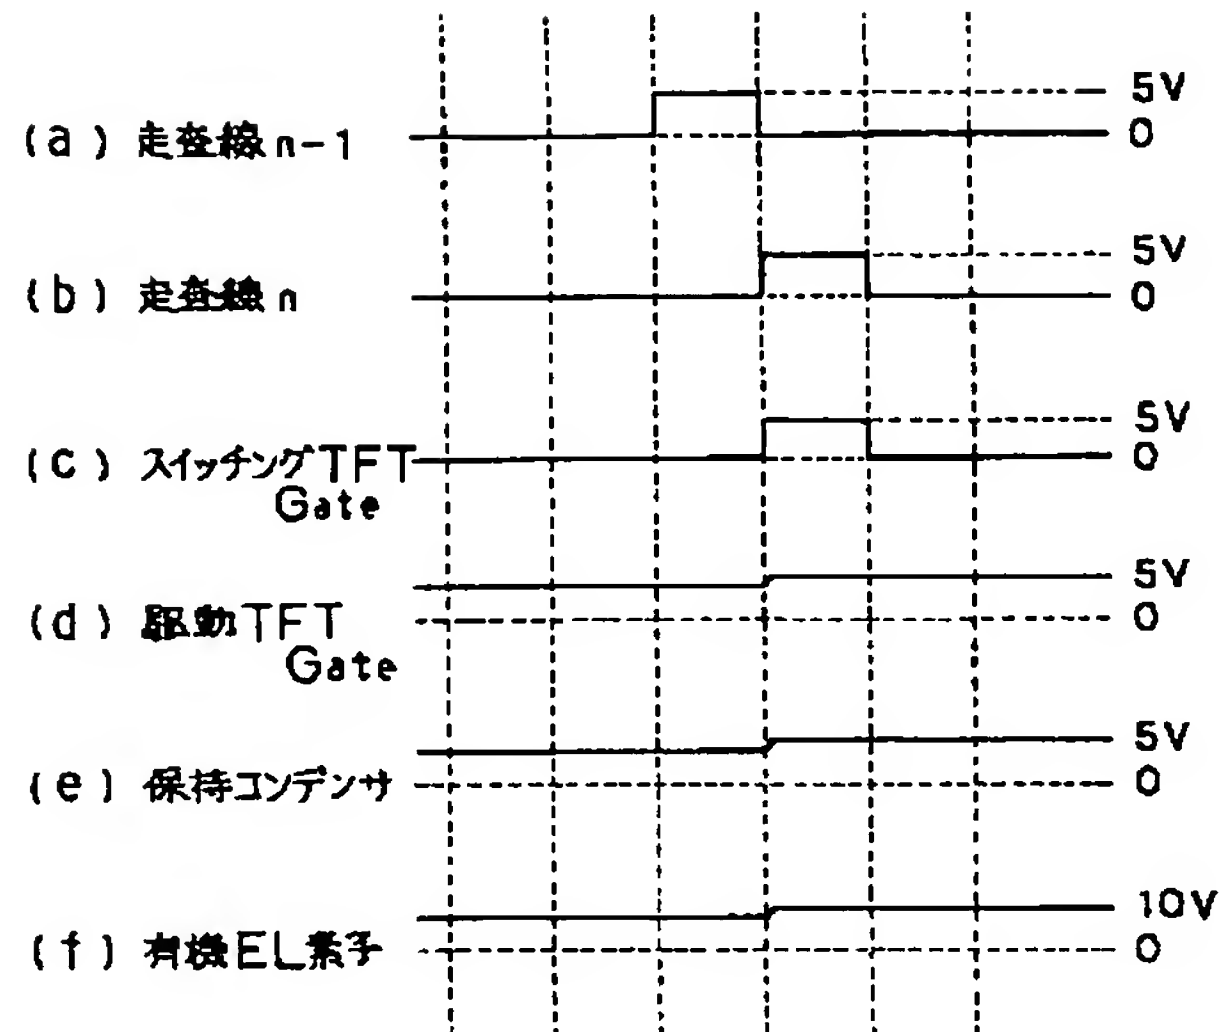 5V
(a) 走査線n-1 0
5V
(b) 走査線n 0
5V
(c) スイッチングTFT 0
Gate
5V
(d) 駆動TFT 0
Gate
5V
(e) 保持コンデンサ 0
10V
(f) 有機EL素子 0